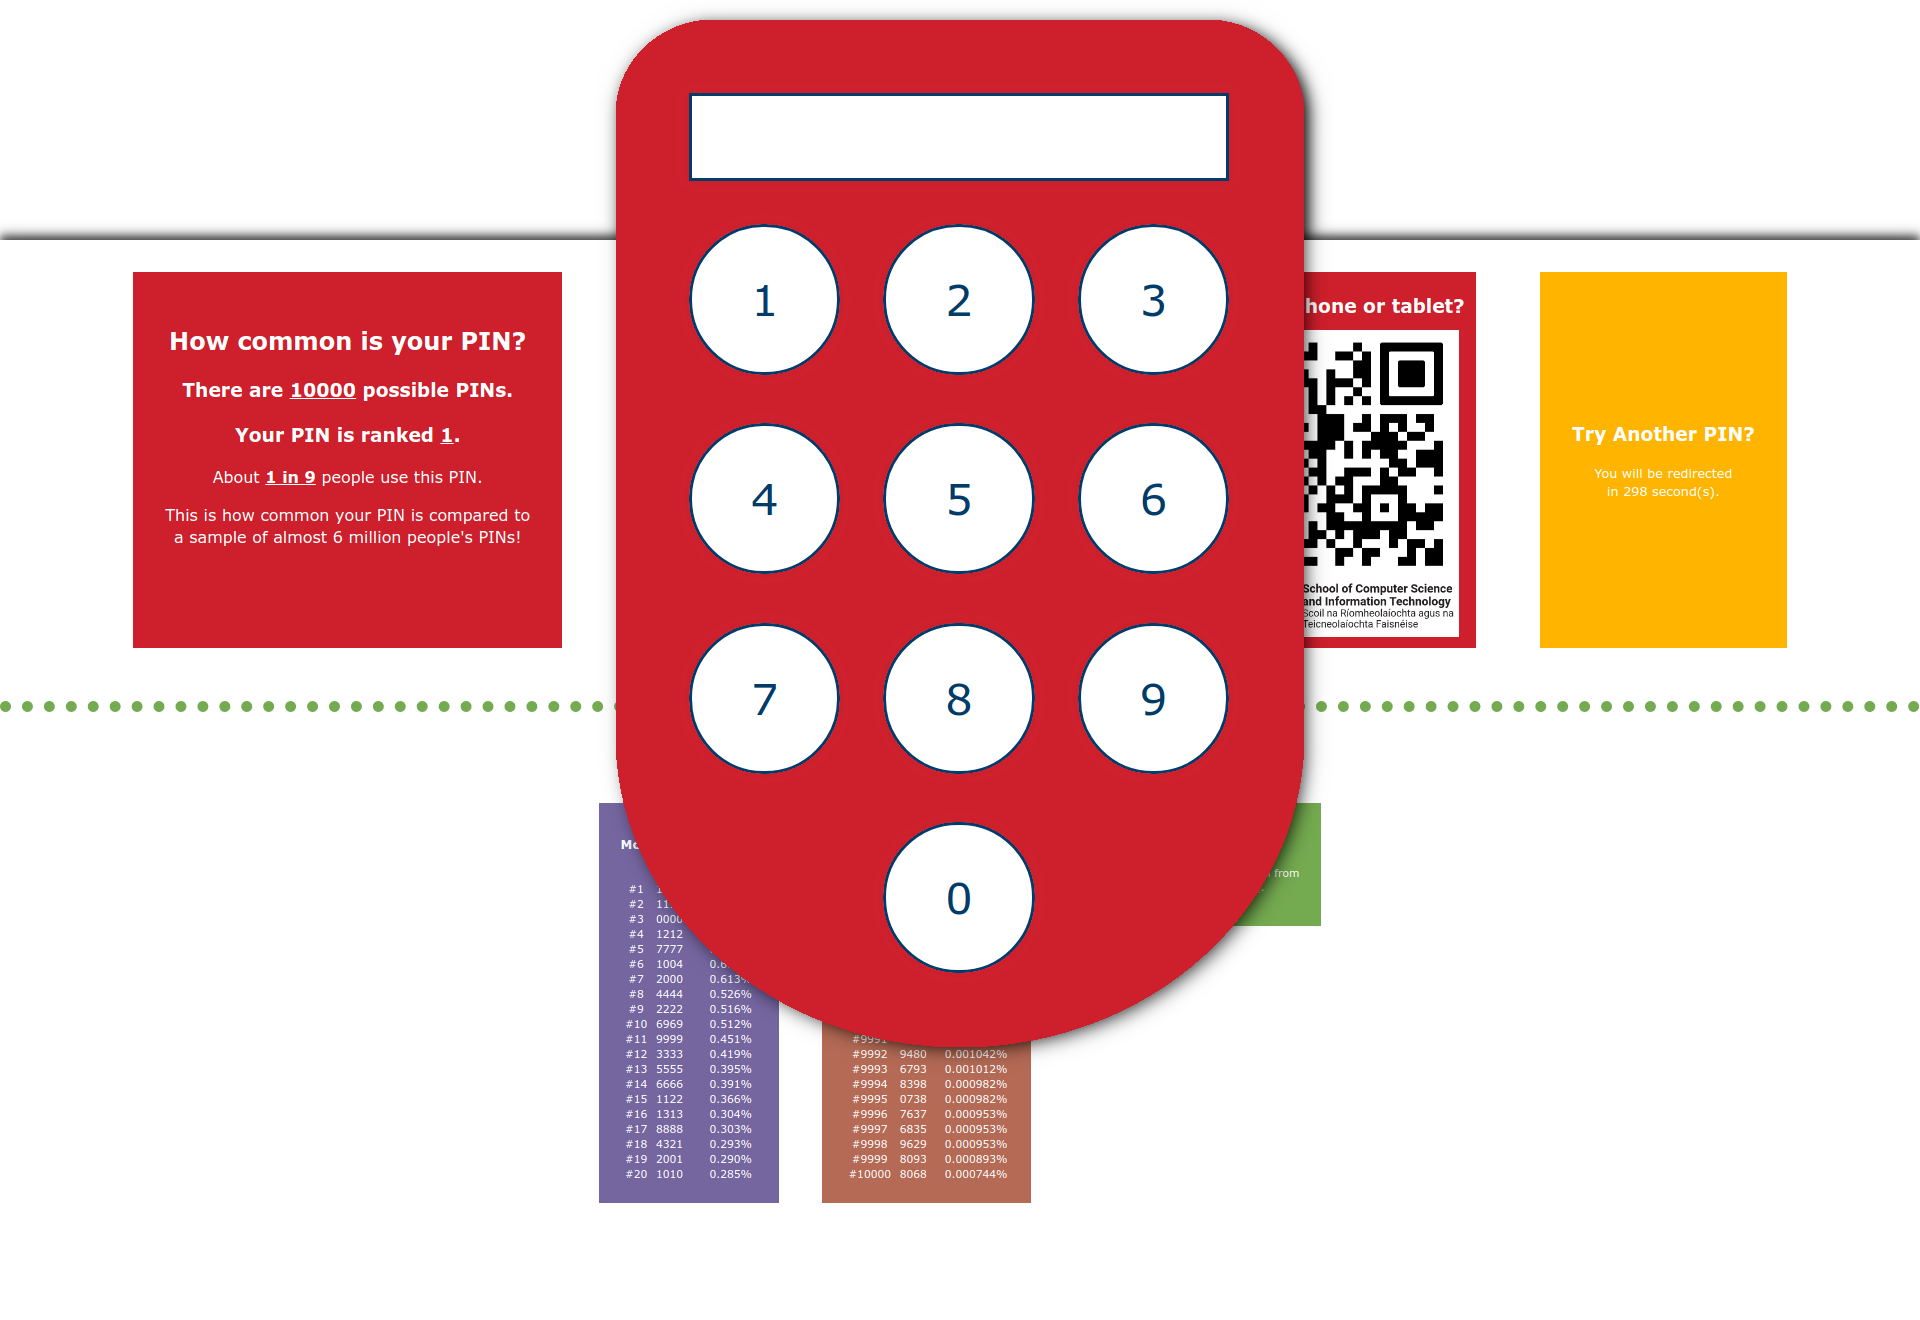 1 2 3
4 5 6
7 8 9
0
How common is your PIN?
There are 10000 possible PINs.
Your PIN is ranked 1.
About 1 in 9 people use this PIN.
This is how common your PIN is compared to
a sample of almost 6 million people's PINs!
or tablet?
School of Computer Science
and Information Technology
Scoil na Ríomheolaíochta agus na
Teicneolaíochta Faisnéise
Try Another PIN?
You will be redirected
in 298 second(s).
#1
#2
#3 0000
#4 1212
#5 7777
#6 1004
#7 2000 0.613%
#8 4444 0.526%
#9 2222 0.516%
#10 6969 0.512%
#11 9999 0.451%
#12 3333 0.419%
#13 5555 0.395%
#14 6666 0.391%
#15 1122 0.366%
#16 1313 0.304%
#17 8888 0.303%
#18 4321 0.293%
#19 2001 0.290%
#20 1010 0.285%
#9991
#9992 9480 0.001042%
#9993 6793 0.001012%
#9994 8398 0.000982%
#9995 0738 0.000982%
#9996 7637 0.000953%
#9997 6835 0.000953%
#9998 9629 0.000953%
#9999 8093 0.000893%
#10000 8068 0.000744%
from